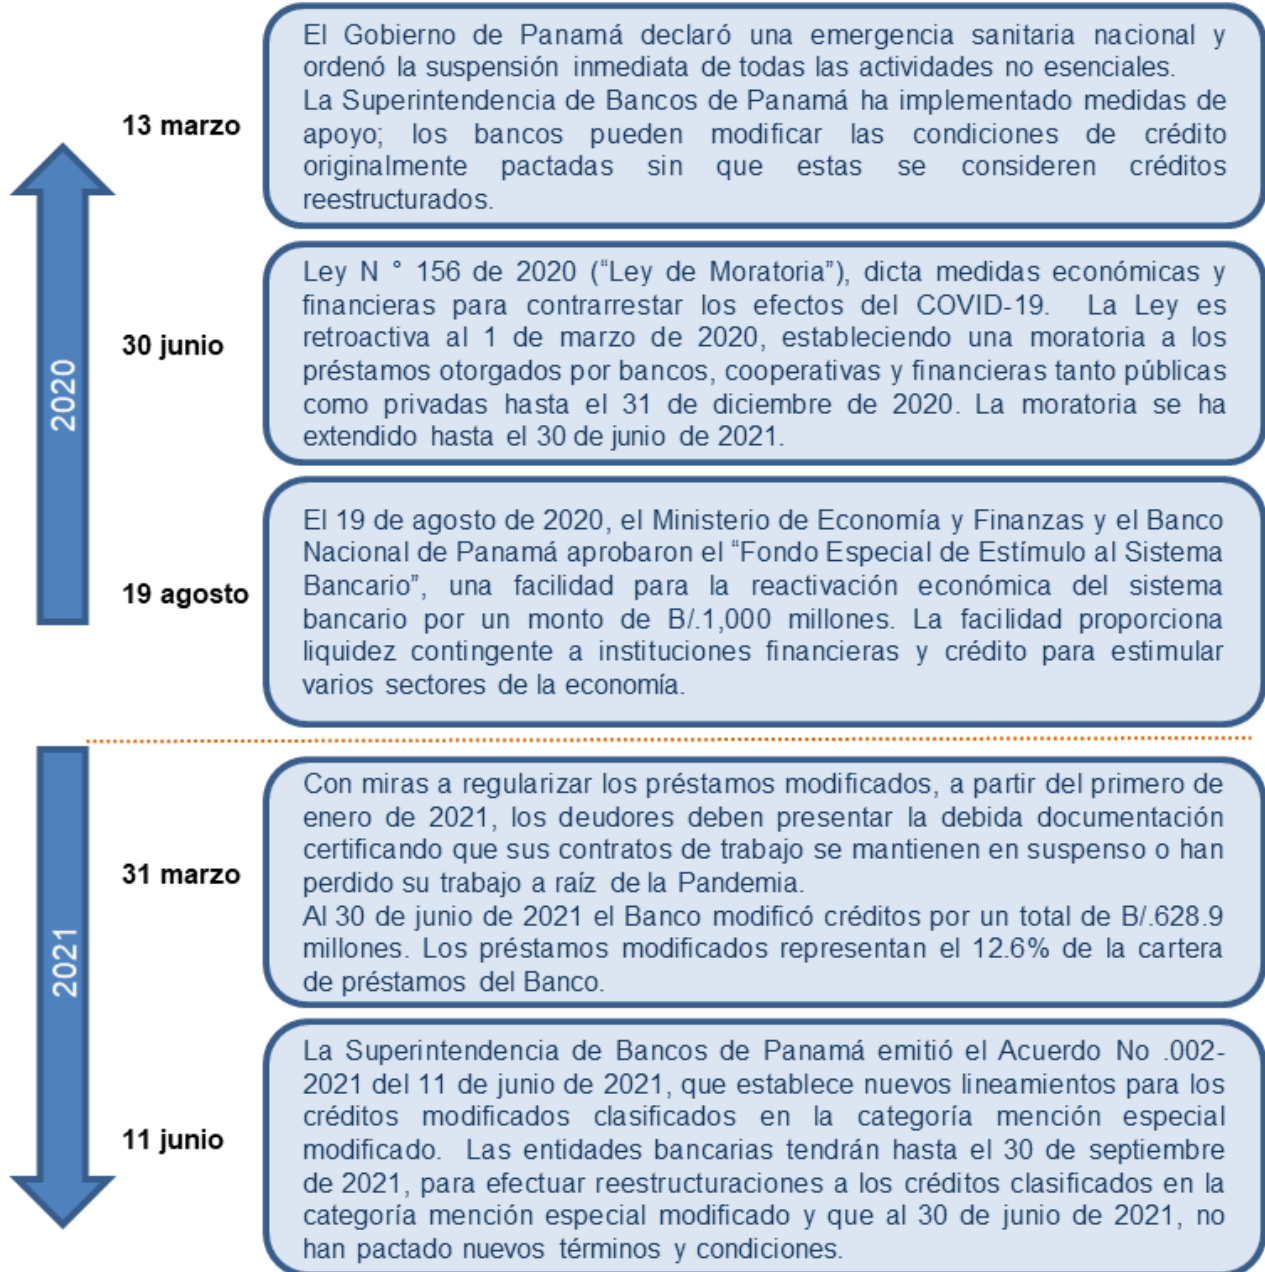 El Gobierno de Panamá declaró una emergencia sanitaria nacional y
ordenó la suspensión inmediata de todas las actividades no esenciales.
La Superintendencia de Bancos de Panamá ha implementado medidas de
apoyo; los bancos pueden modificar las condiciones de crédito
originalmente pactadas sin que estas se consideren créditos
reestructurados.
13 marzo
Ley N ° 156 de 2020 (“Ley de Moratoria”), dicta medidas económicas y
financieras para contrarrestar los efectos del COVID-19. La Ley es
retroactiva al 1 de marzo de 2020, estableciendo una moratoria a los
préstamos otorgados por bancos, cooperativas y financieras tanto públicas
como privadas hasta el 31 de diciembre de 2020. La moratoria se ha
extendido hasta el 30 de junio de 2021.
30 junio
2020
El 19 de agosto de 2020, el Ministerio de Economía y Finanzas y el Banco
Nacional de Panamá aprobaron el “Fondo Especial de Estímulo al Sistema
Bancario”, una facilidad para la reactivación económica del sistema
bancario por un monto de B/.1,000 millones. La facilidad proporciona
liquidez contingente a instituciones financieras y crédito para estimular
varios sectores de la economía.
19 agosto
Con miras a regularizar los préstamos modificados, a partir del primero de
enero de 2021, los deudores deben presentar la debida documentación
certificando que sus contratos de trabajo se mantienen en suspenso o han
perdido su trabajo a raíz de la Pandemia.
Al 30 de junio de 2021 el Banco modificó créditos por un total de B/.628.9
millones. Los préstamos modificados representan el 12.6% de la cartera
de préstamos del Banco.
31 marzo
2021
La Superintendencia de Bancos de Panamá emitió el Acuerdo No .002-
2021 del 11 de junio de 2021, que establece nuevos lineamientos para los
créditos modificados clasificados en la categoría mención especial
modificado. Las entidades bancarias tendrán hasta el 30 de septiembre
de 2021, para efectuar reestructuraciones a los créditos clasificados en la
categoría mención especial modificado y que al 30 de junio de 2021, no
han pactado nuevos términos y condiciones.
11 junio